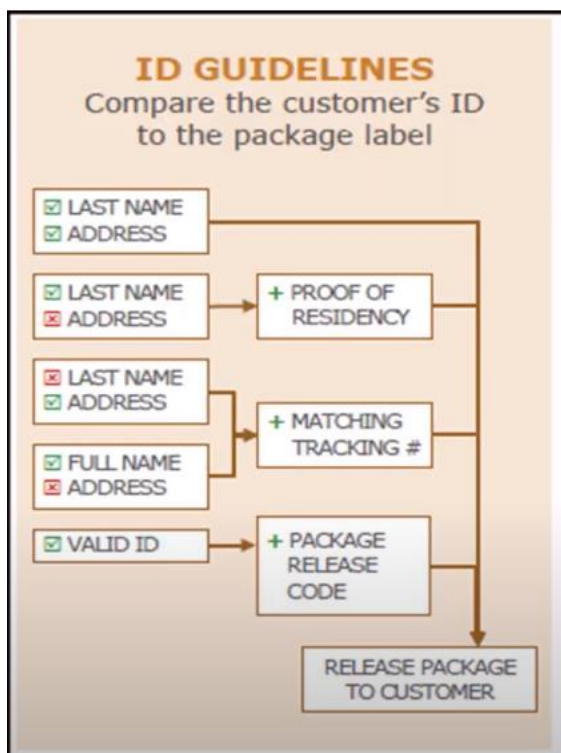 ID GUIDELINES
Compare the customer's ID
to the package label
☑ LAST NAME
☑ ADDRESS
☑ LAST NAME
☒ ADDRESS
+ PROOF OF
RESIDENCY
☒ LAST NAME
☑ ADDRESS
☑ FULL NAME
☒ ADDRESS
+ MATCHING
TRACKING #
☑ VALID ID
+ PACKAGE
RELEASE
CODE
RELEASE PACKAGE
TO CUSTOMER